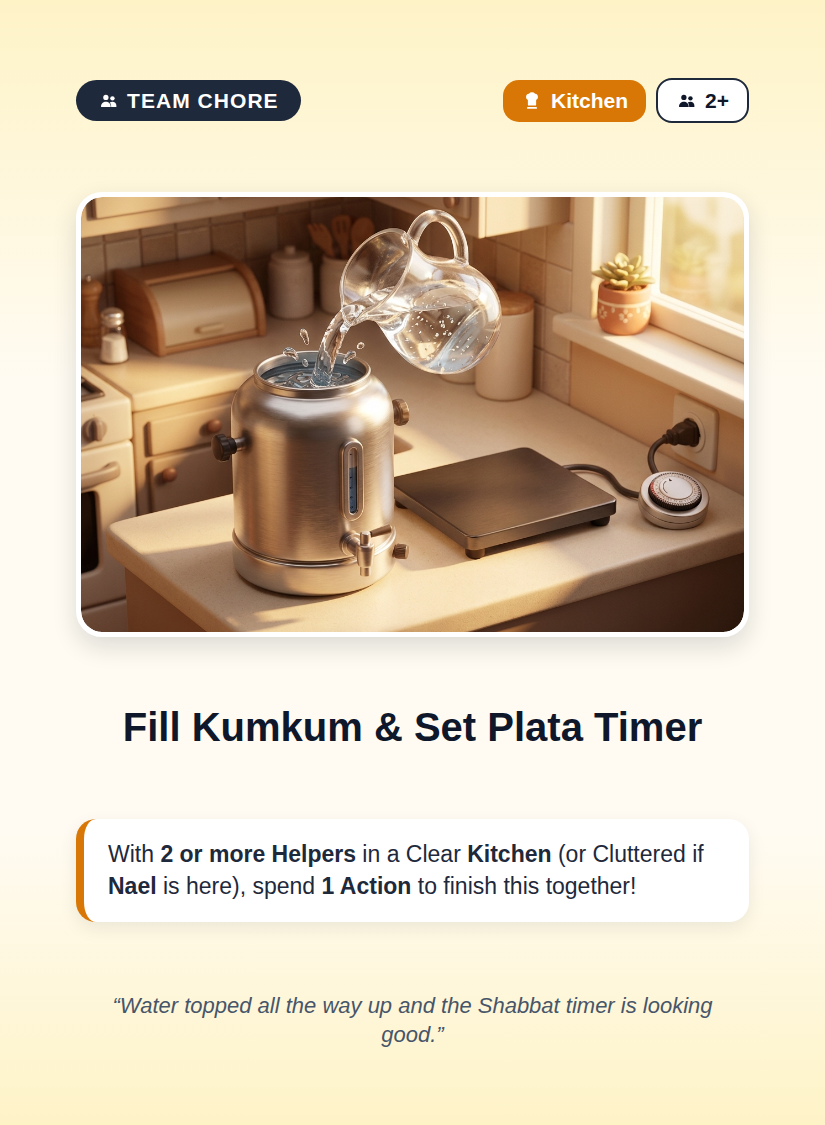 TEAM CHORE
Kitchen
2+
Fill Kumkum & Set Plata Timer
With 2 or more Helpers in a Clear Kitchen (or Cluttered if
Nael is here), spend 1 Action to finish this together!
“Water topped all the way up and the Shabbat timer is looking
good.”